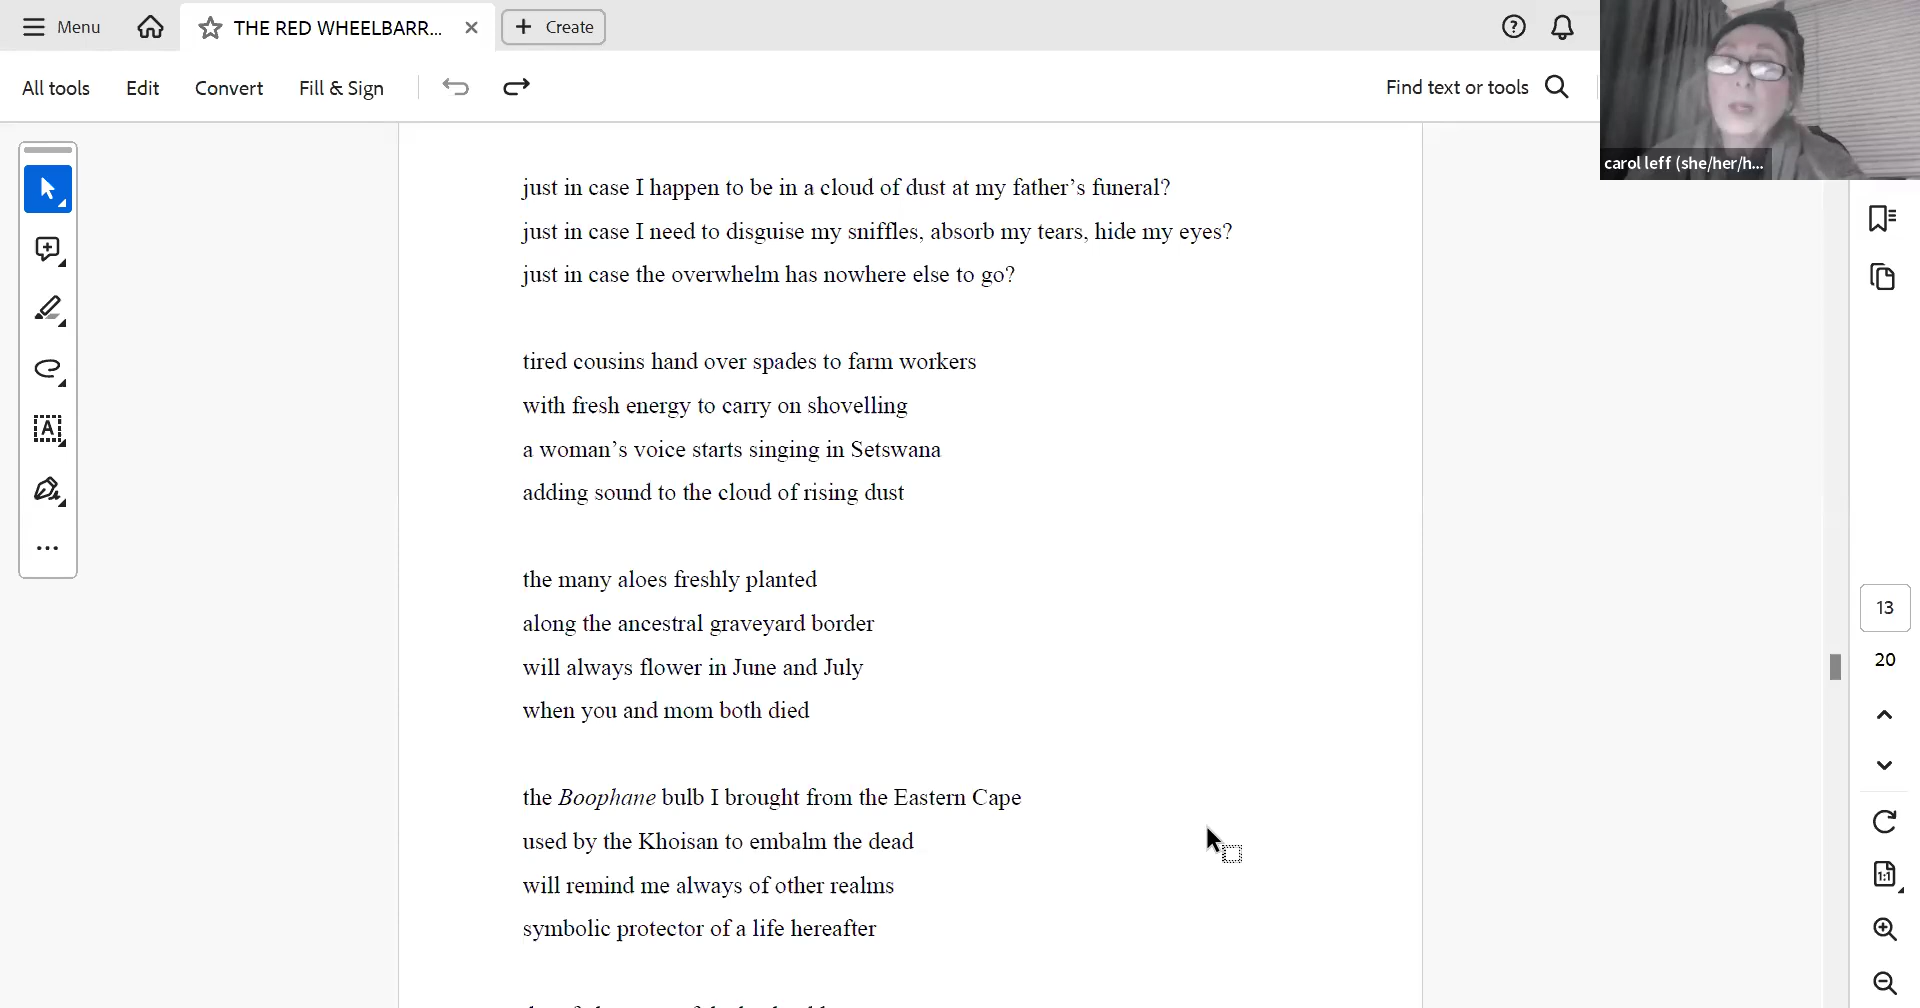 Menu
THE RED WHEELBARR...
Create
All tools
Edit
Convert
Fill & Sign
Find text or tools
carol leff (she/her/h...
just in case I happen to be in a cloud of dust at my father’s funeral?
just in case I need to disguise my sniffles, absorb my tears, hide my eyes?
just in case the overwhelm has nowhere else to go?
tired cousins hand over spades to farm workers
with fresh energy to carry on shovelling
a woman’s voice starts singing in Setswana
adding sound to the cloud of rising dust
the many aloes freshly planted
along the ancestral graveyard border
will always flower in June and July
when you and mom both died
the Boophane bulb I brought from the Eastern Cape
used by the Khoisan to embalm the dead
will remind me always of other realms
symbolic protector of a life hereafter
13
20
1:1